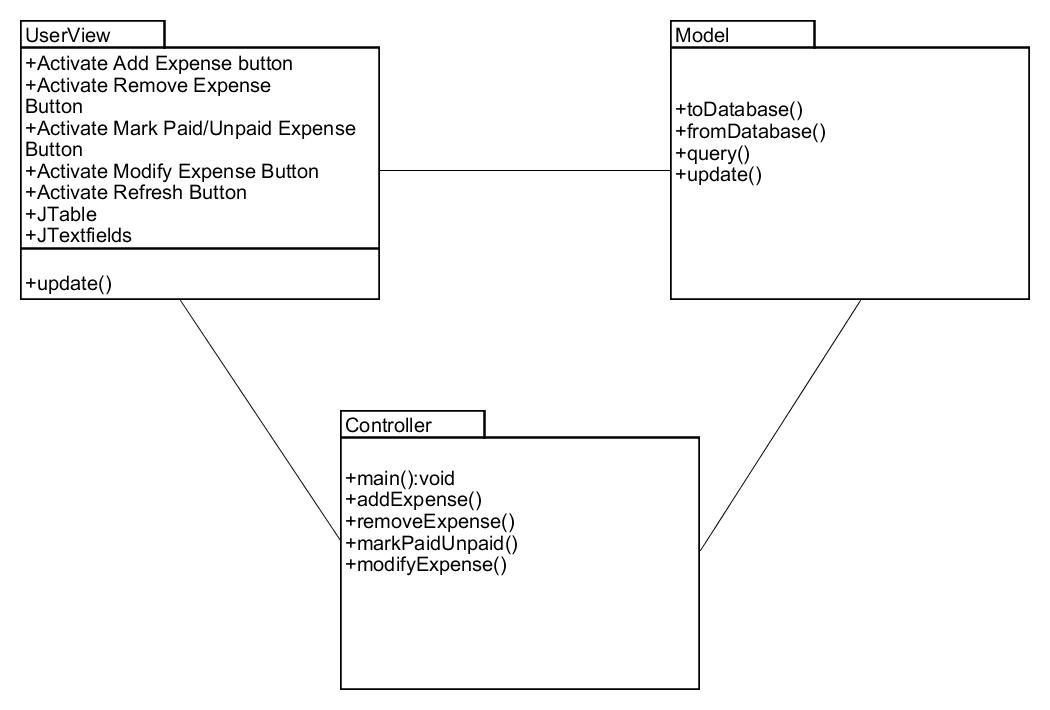 UserView
+Activate Add Expense button
+Activate Remove Expense
Button
+Activate Mark Paid/Unpaid Expense
Button
+Activate Modify Expense Button
+Activate Refresh Button
+JTable
+JTextfields
+update()
Model
+toDatabase()
+fromDatabase()
+query()
+update()
Controller
+main():void
+addExpense()
+removeExpense()
+markPaidUnpaid()
+modifyExpense()